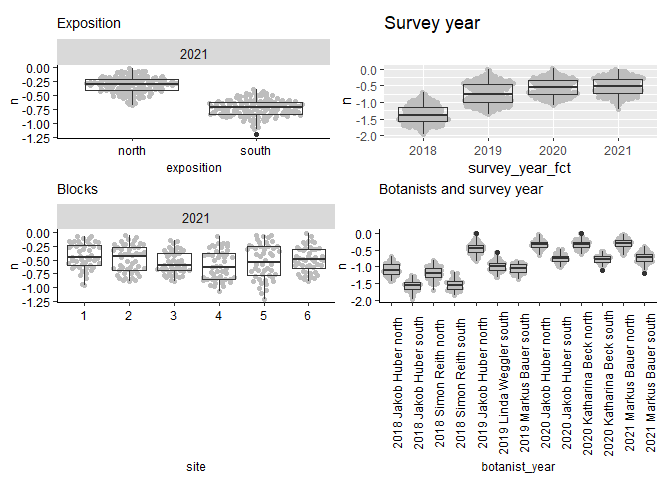 Exposition
2021
n
0.00
-0.25
-0.50
-0.75
-1.00
-1.25
north south
exposition
Survey year
n
0.0
-0.5
-1.0
-1.5
-2.0
2018 2019 2020 2021
survey_year_fct
Blocks
2021
n
0.00
-0.25
-0.50
-0.75
-1.00
-1.25
1 2 3 4 5 6
site
Botanists and survey year
n
0.0
-0.5
-1.0
-1.5
-2.0
2018 Jakob Huber north
2018 Jakob Huber south
2018 Simon Reith north
2018 Simon Reith south
2019 Jakob Huber north
2019 Linda Weggler south
2019 Markus Bauer south
2020 Jakob Huber north
2020 Jakob Huber south
2020 Katharina Beck north
2020 Katharina Beck south
2021 Markus Bauer north
2021 Markus Bauer south
botanist_year